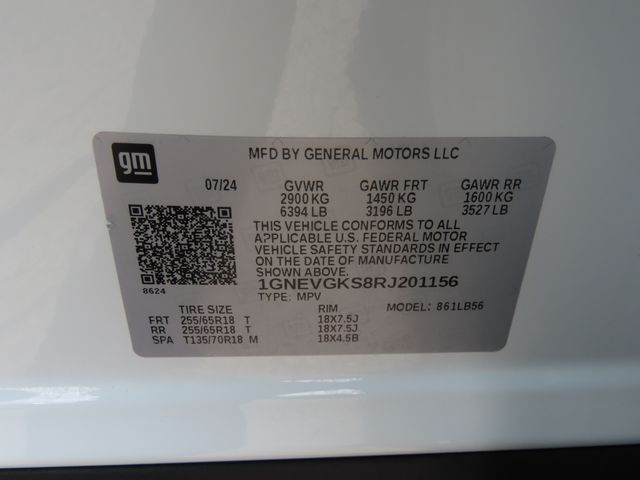 gm
MFD BY GENERAL MOTORS LLC
07/24 GVWR GAWR FRT GAWR RR
2900 KG 1450 KG 1600 KG
6394 LB 3196 LB 3527 LB
THIS VEHICLE CONFORMS TO ALL
APPLICABLE U.S. FEDERAL MOTOR
VEHICLE SAFETY STANDARDS IN EFFECT
ON THE DATE OF MANUFACTURE
SHOWN ABOVE.
8624
1GNEVGKS8RJ201156
TYPE: MPV MODEL: 861LB56
TIRE SIZE RIM
FRT 255/65R18 T 18X7.5J
RR 255/65R18 T 18X7.5J
SPA T135/70R18 M 18X4.5B